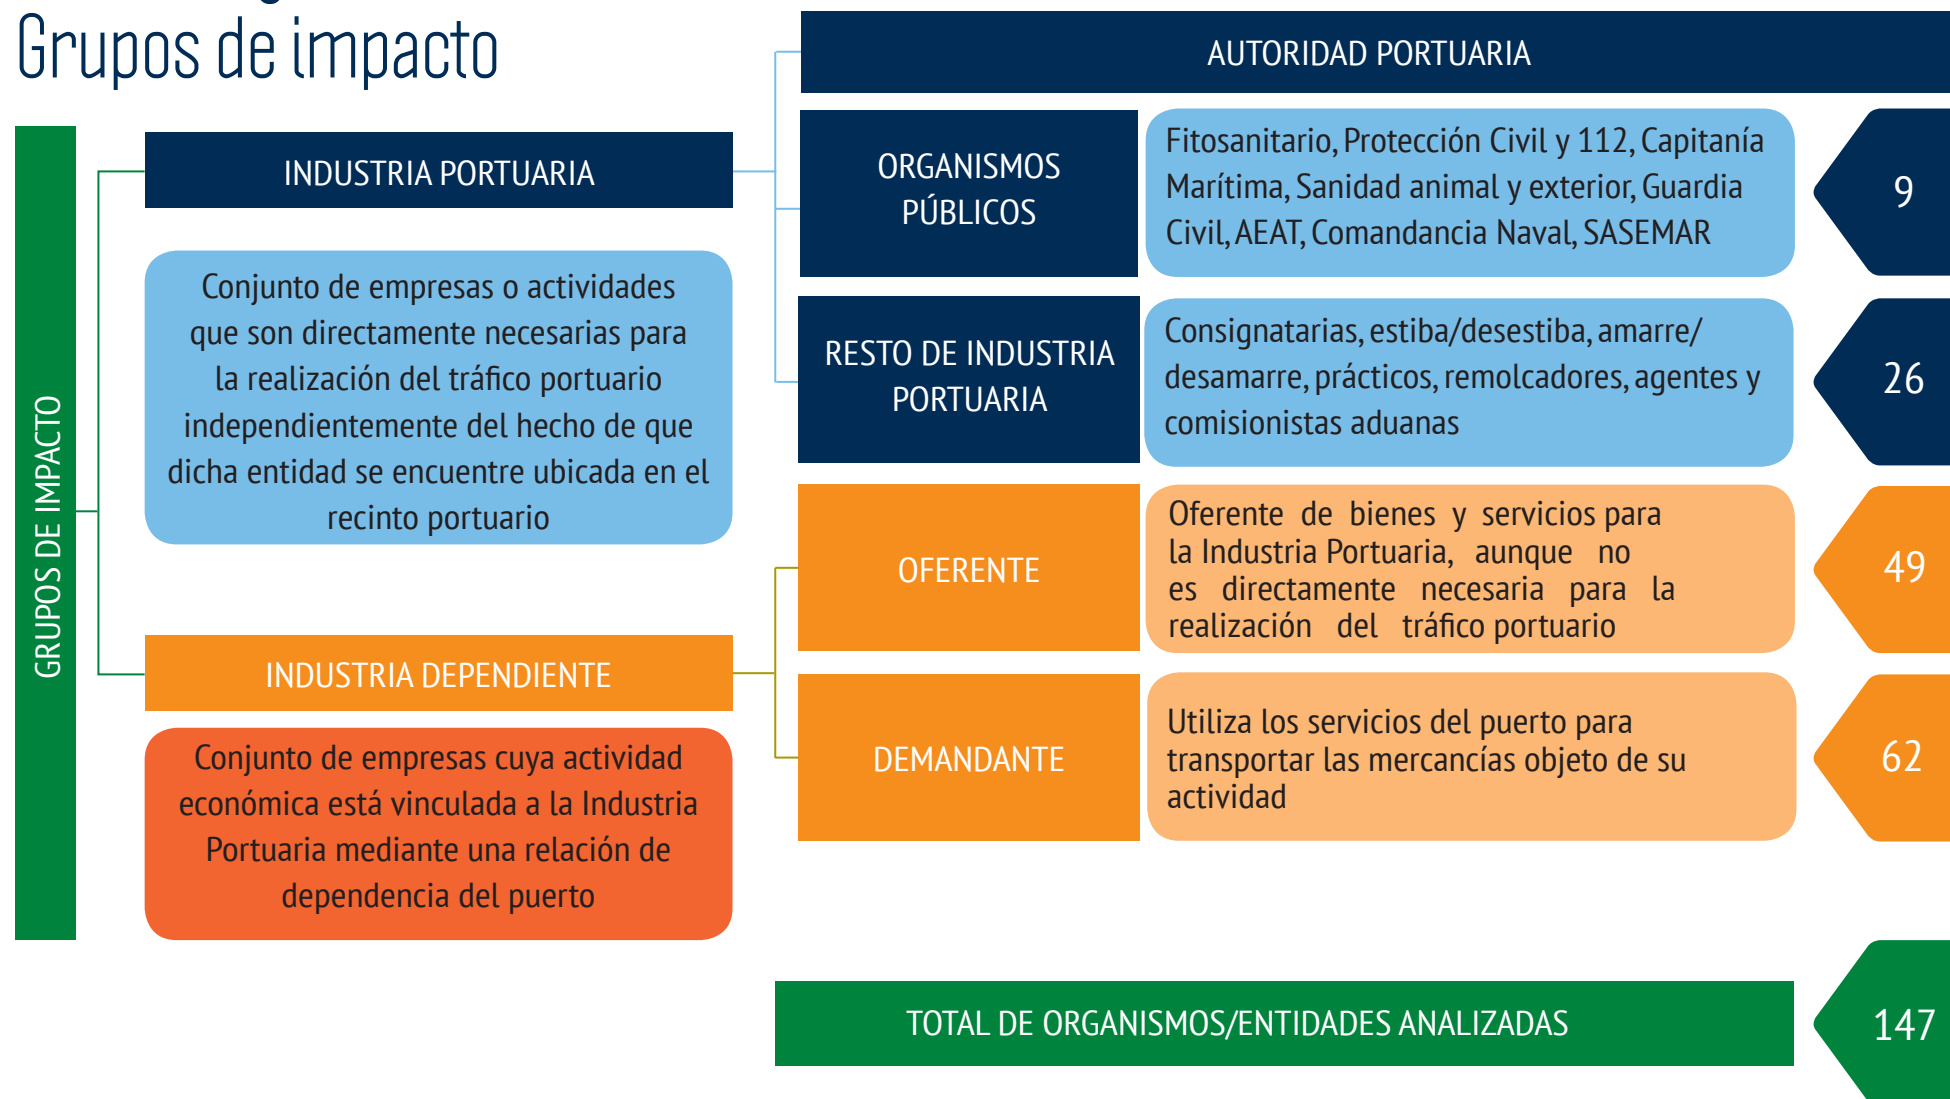 Grupos de impacto
GRUPOS DE IMPACTO
INDUSTRIA PORTUARIA
Conjunto de empresas o actividades
que son directamente necesarias para
la realización del tráfico portuario
independientemente del hecho de que
dicha entidad se encuentre ubicada en el
recinto portuario
INDUSTRIA DEPENDIENTE
Conjunto de empresas cuya actividad
económica está vinculada a la Industria
Portuaria mediante una relación de
dependencia del puerto
AUTORIDAD PORTUARIA
ORGANISMOS
PÚBLICOS
Fitosanitario, Protección Civil y 112, Capitanía
Marítima, Sanidad animal y exterior, Guardia
Civil, AEAT, Comandancia Naval, SASEMAR
9
RESTO DE INDUSTRIA
PORTUARIA
Consignatarias, estiba/desestiba, amarre/
desamarre, prácticos, remolcadores, agentes y
comisionistas aduanas
26
OFERENTE
Oferente de bienes y servicios para
la Industria Portuaria, aunque no
es directamente necesaria para la
realización del tráfico portuario
49
DEMANDANTE
Utiliza los servicios del puerto para
transportar las mercancías objeto de su
actividad
62
TOTAL DE ORGANISMOS/ENTIDADES ANALIZADAS
147